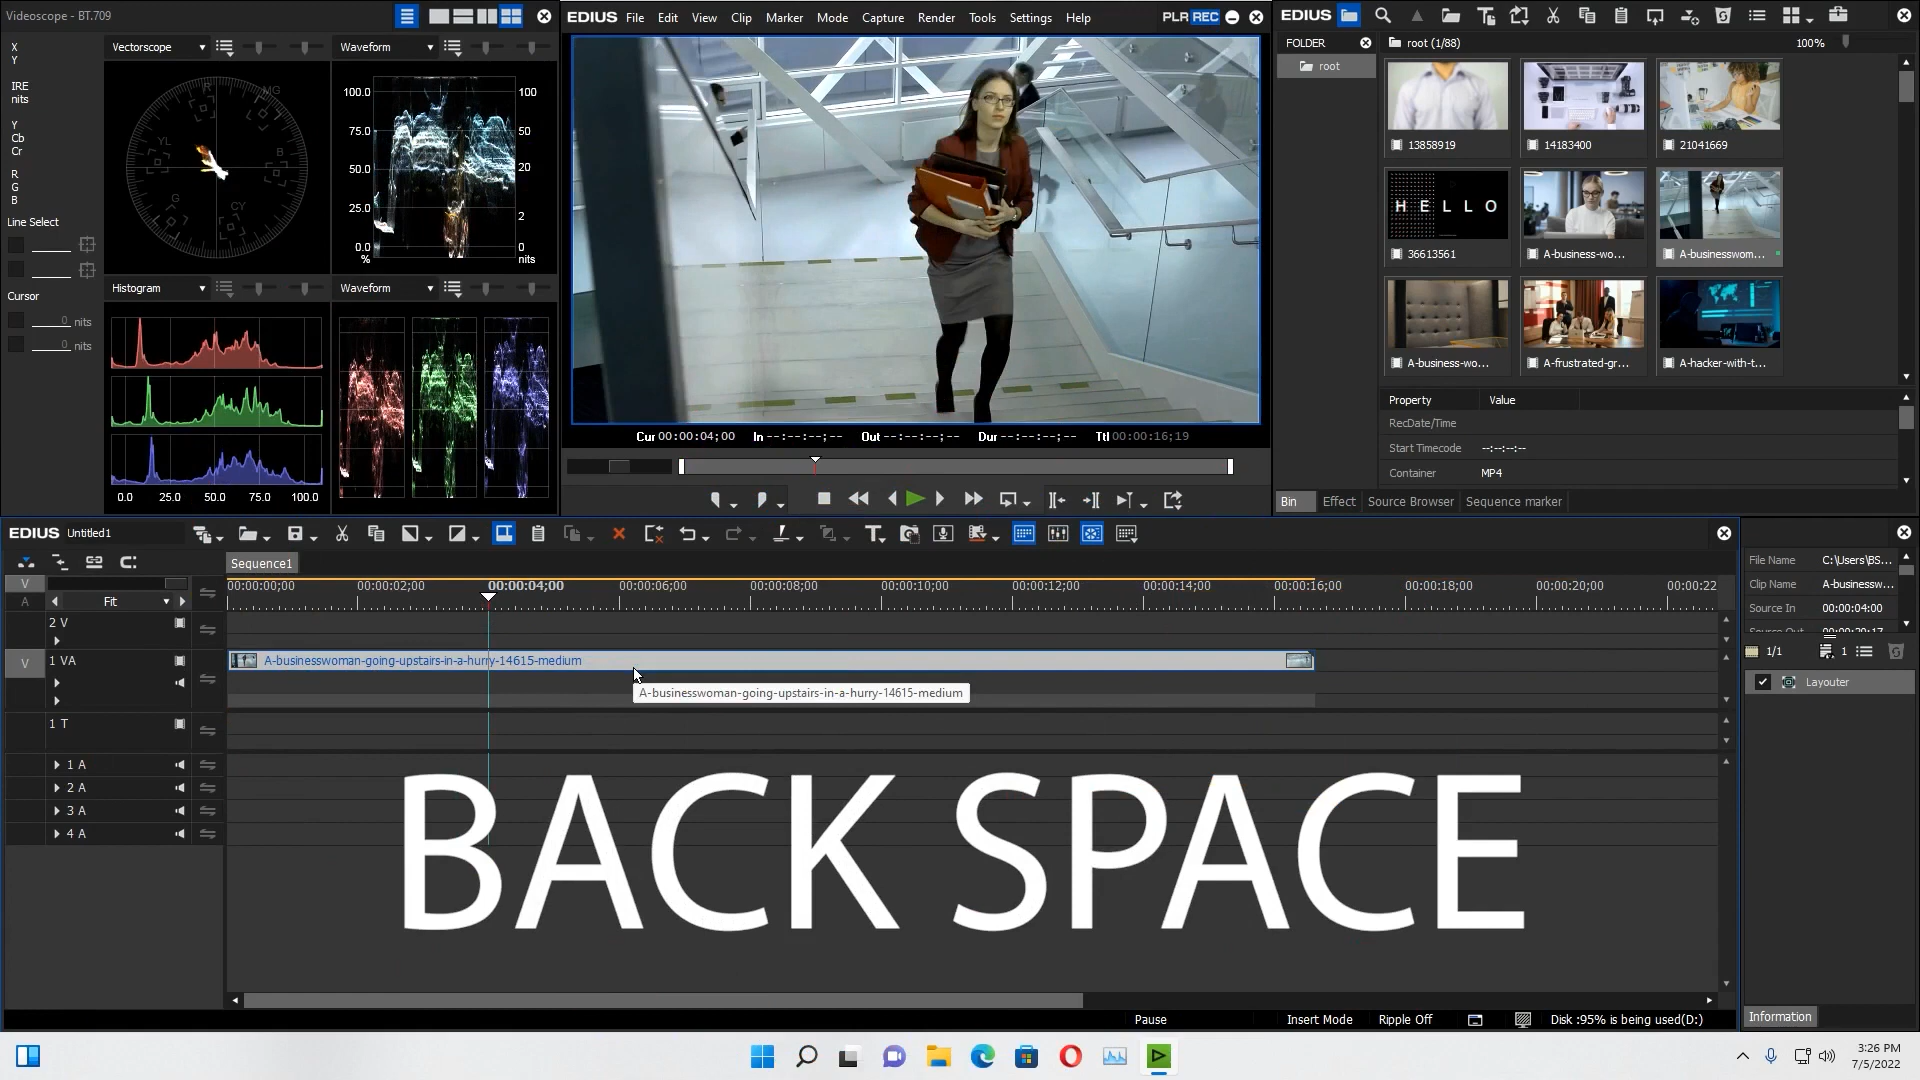 Videoscope - BT.709
X
Y
IRE
nits
Y
Cb
Cr
R
G
B
Line Select
Cursor
0 nits
0 nits
Vectorscope
R
MG
YL
B
G
CY
Waveform
100.0 100
75.0 50
50.0 20
25.0 2
0.0 0
% nits
Histogram
0.0 25.0 50.0 75.0 100.0
Waveform
EDIUS File Edit View Clip Marker Mode Capture Render Tools Settings Help PLR REC
Cur 00:00:04;00 In --:--:--;-- Out --:--:--;-- Dur --:--:--;-- Ttl 00:00:16;19
EDIUS
FOLDER
root
root (1/88) 100%
13858919 14183400 21041669
HELLO
36613561 A-business-wo... A-businesswom...
A-business-wo... A-frustrated-gr... A-hacker-with-t...
Property Value
RecDate/Time
Start Timecode --:--:--;--
Container MP4
Bin Effect Source Browser Sequence marker
EDIUS Untitled1
Sequence1
V
A
Fit
00:00:00;00 00:00:02;00 00:00:04;00 00:00:06;00 00:00:08;00 00:00:10;00 00:00:12;00 00:00:14;00 00:00:16;00 00:00:18;00 00:00:20;00 00:00:22
2 V
V 1 VA
A-businesswoman-going-upstairs-in-a-hurry-14615-medium
A-businesswoman-going-upstairs-in-a-hurry-14615-medium
1 T
1 A
2 A
3 A
4 A
BACK SPACE
File Name C:\Users\BS...
Clip Name A-businessw...
Source In 00:00:04:00
1/1 1
Layouter
Information
Pause Insert Mode Ripple Off Disk :95% is being used(D:)
3:26 PM
7/5/2022